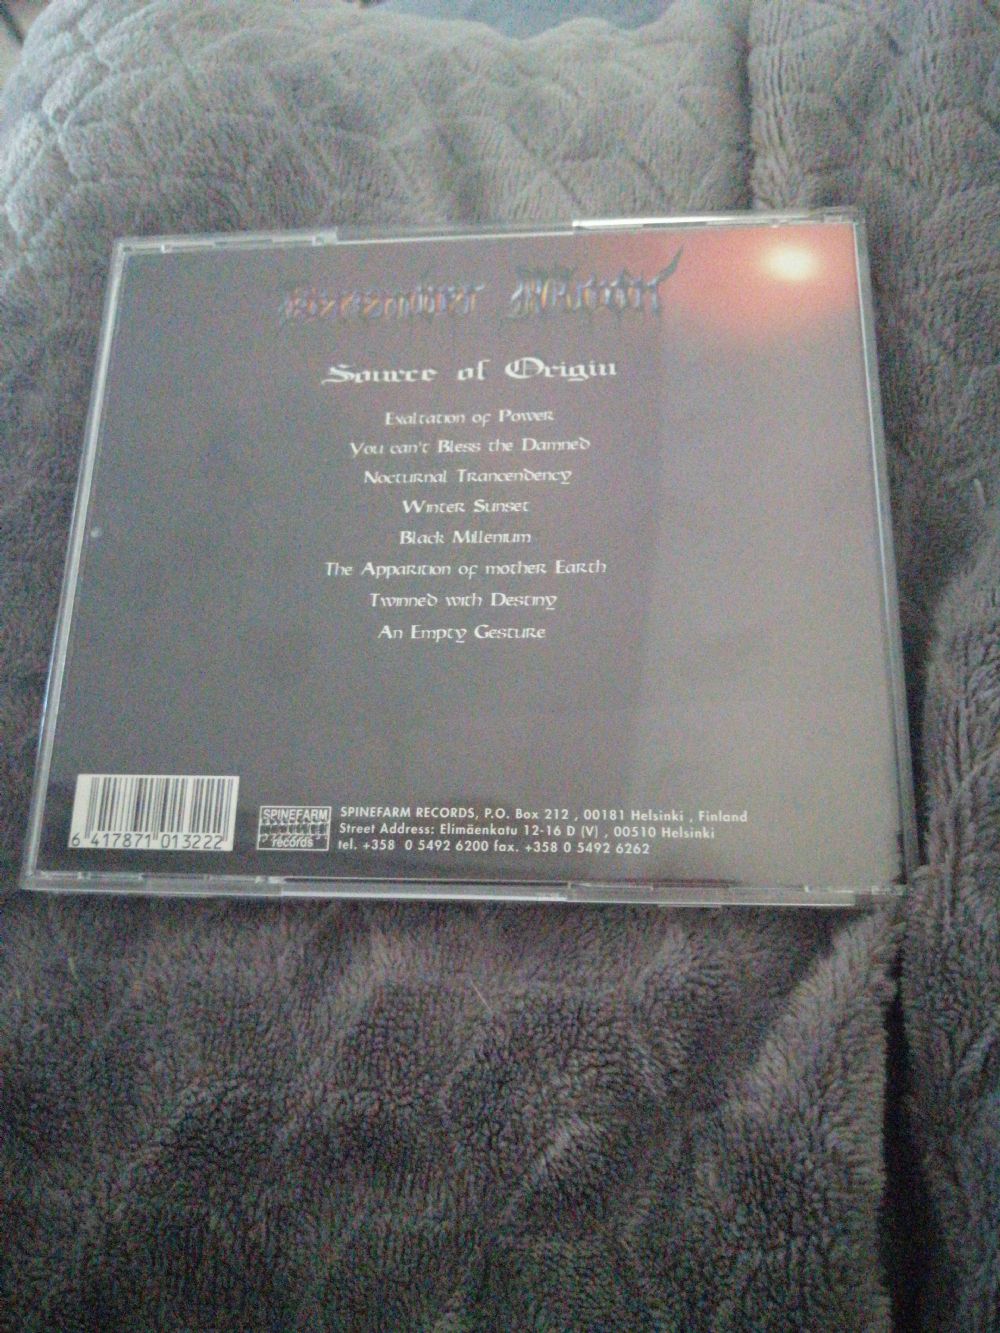 December Moon
Source of Origin
Exaltation of Power
You can't Bless the Damned
Nocturnal Trancendency
Winter Sunset
Black Millenium
The Apparition of mother Earth
Twinned with Destiny
An Empty Gesture
6 417871 013222
SPINEFARM
records
SPINEFARM RECORDS, P.O. Box 212 , 00181 Helsinki , Finland
Street Address: Elimäenkatu 12-16 D (V) , 00510 Helsinki
tel. +358 0 5492 6200 fax. +358 0 5492 6262